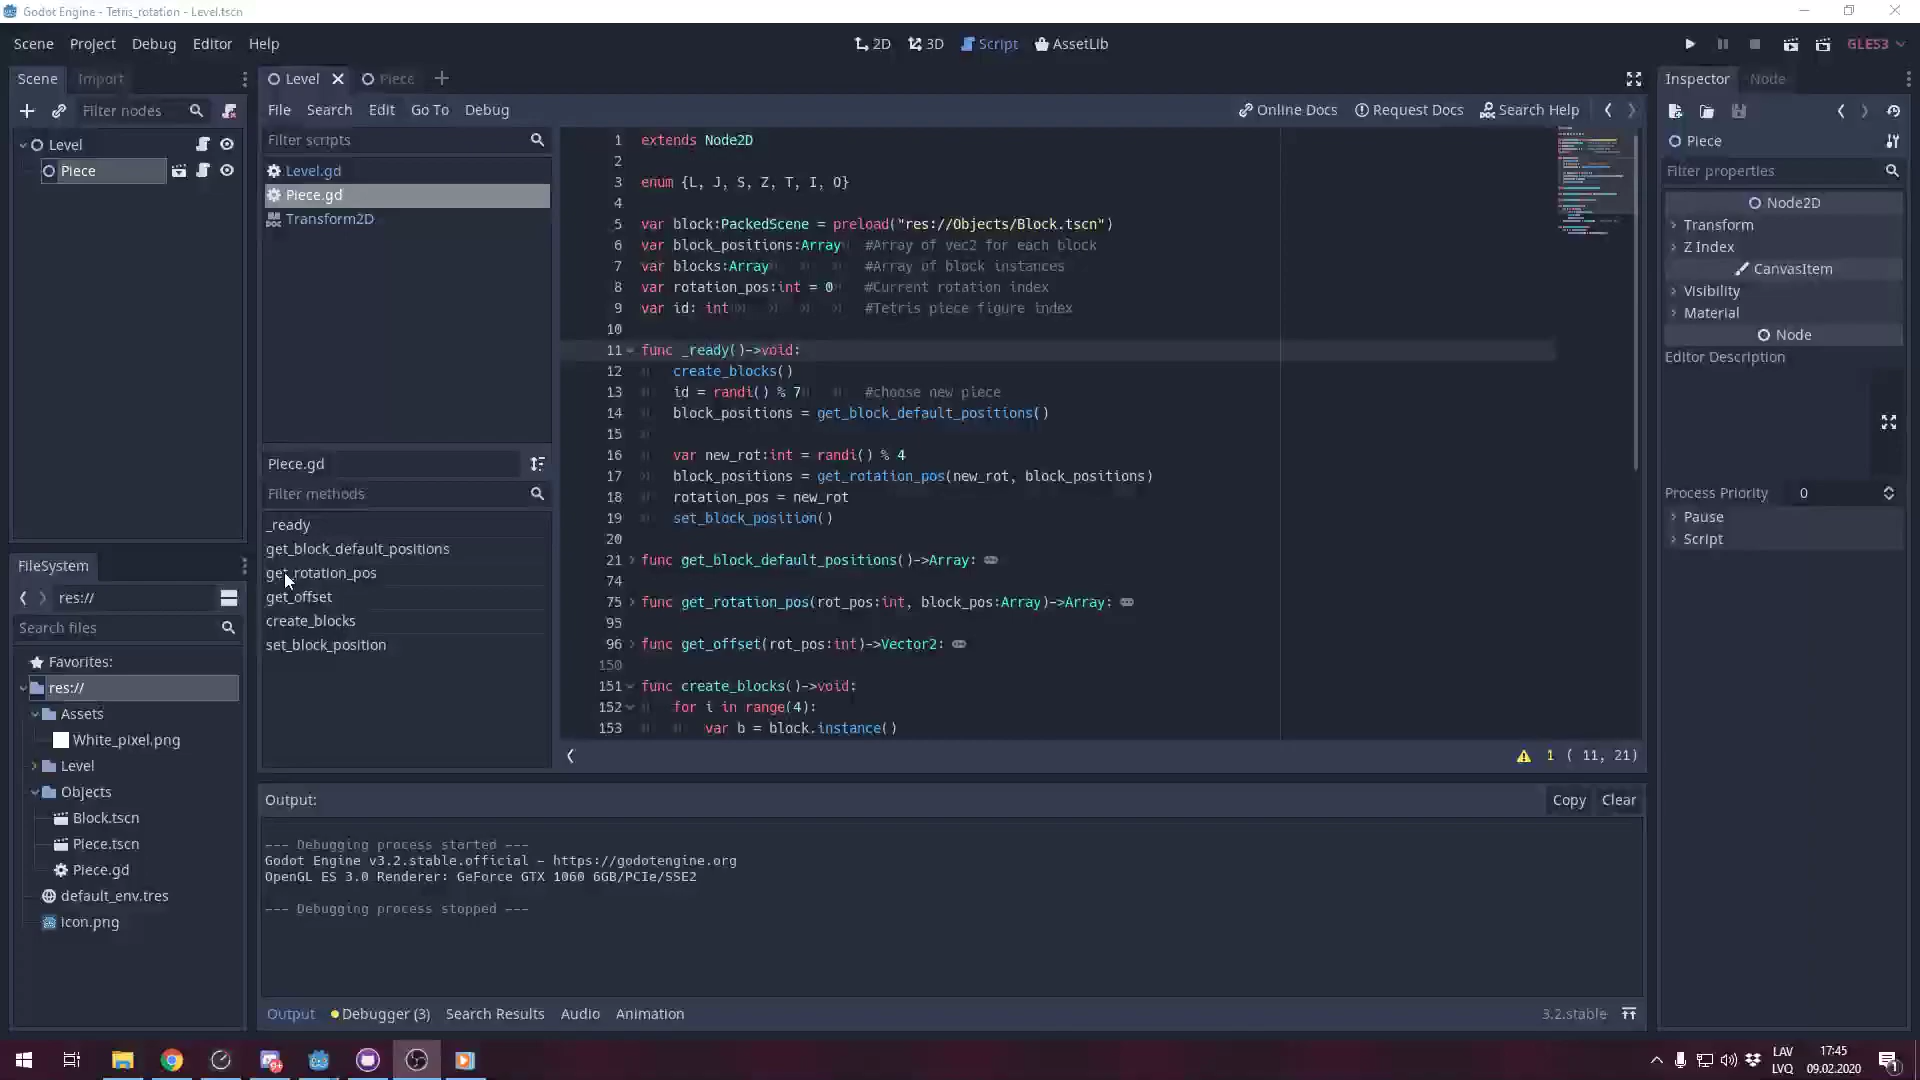 Godot Engine - Tetris_rotation - Level.tscn
Scene Project Debug Editor Help
2D 3D Script AssetLib
GLES3
Scene Import
Level Piece
Inspector Node
Filter nodes
File Search Edit Go To Debug
Online Docs Request Docs Search Help
Level
Piece
Filter scripts
Level.gd
Piece.gd
Transform2D
Piece.gd
Filter methods
_ready
get_block_default_positions
get_rotation_pos
get_offset
create_blocks
set_block_position
1 extends Node2D
2
3 enum {L, J, S, Z, T, I, O}
4
5 var block:PackedScene = preload("res://Objects/Block.tscn")
6 var block_positions:Array #Array of vec2 for each block
7 var blocks:Array #Array of block instances
8 var rotation_pos:int = 0 #Current rotation index
9 var id: int #Tetris piece figure index
10
11 func _ready()->void:
12 create_blocks()
13 id = randi() % 7 #choose new piece
14 block_positions = get_block_default_positions()
15
16 var new_rot:int = randi() % 4
17 block_positions = get_rotation_pos(new_rot, block_positions)
18 rotation_pos = new_rot
19 set_block_position()
20
21 func get_block_default_positions()->Array:
74
75 func get_rotation_pos(rot_pos:int, block_pos:Array)->Array:
95
96 func get_offset(rot_pos:int)->Vector2:
150
151 func create_blocks()->void:
152 for i in range(4):
153 var b = block.instance()
1 ( 11, 21)
Piece
Filter properties
Node2D
Transform
Z Index
CanvasItem
Visibility
Material
Node
Editor Description
Process Priority 0
Pause
Script
FileSystem
res://
Search files
Favorites:
res://
Assets
White_pixel.png
Level
Objects
Block.tscn
Piece.tscn
Piece.gd
default_env.tres
icon.png
Output:
Copy Clear
--- Debugging process started ---
Godot Engine v3.2.stable.official - https://godotengine.org
OpenGL ES 3.0 Renderer: GeForce GTX 1060 6GB/PCIe/SSE2
--- Debugging process stopped ---
Output Debugger (3) Search Results Audio Animation
3.2.stable
LAV
LVQ
17:45
09.02.2020
1